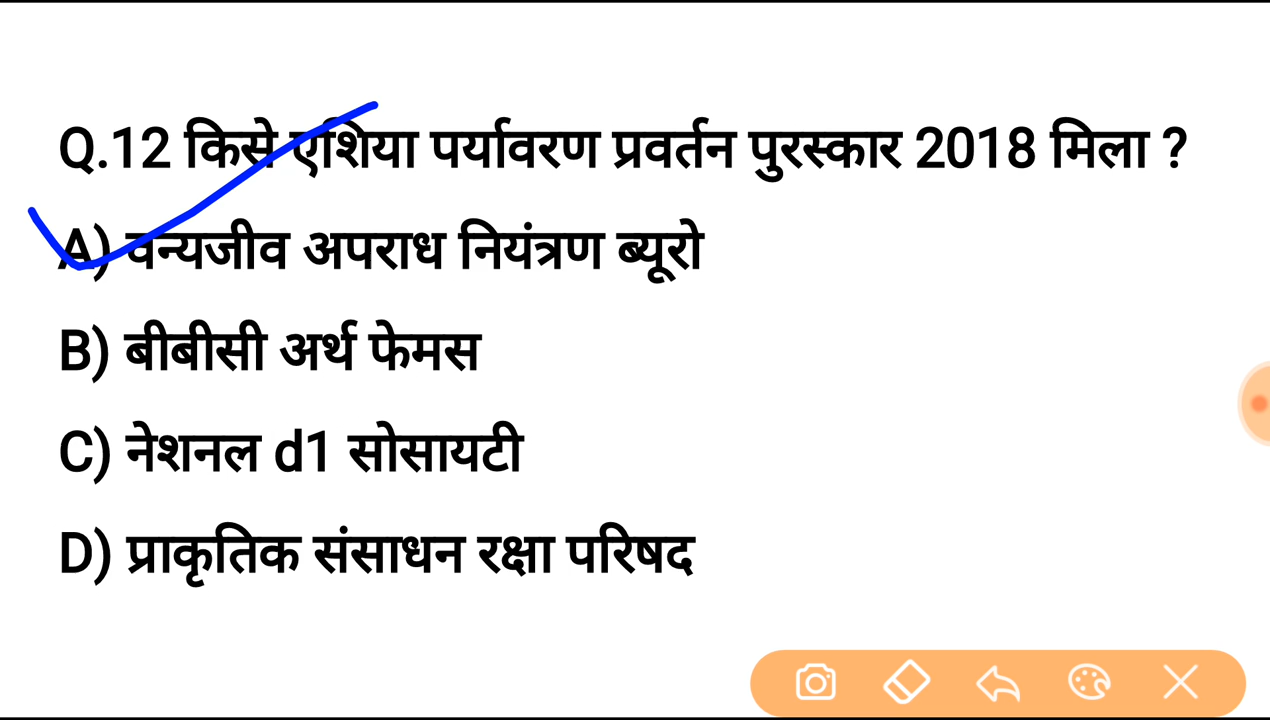 Q.12 किसे एशिया पर्यावरण प्रवर्तन पुरस्कार 2018 मिला ?
A) वन्यजीव अपराध नियंत्रण ब्यूरो
B) बीबीसी अर्थ फेमस
C) नेशनल d1 सोसायटी
D) प्राकृतिक संसाधन रक्षा परिषद